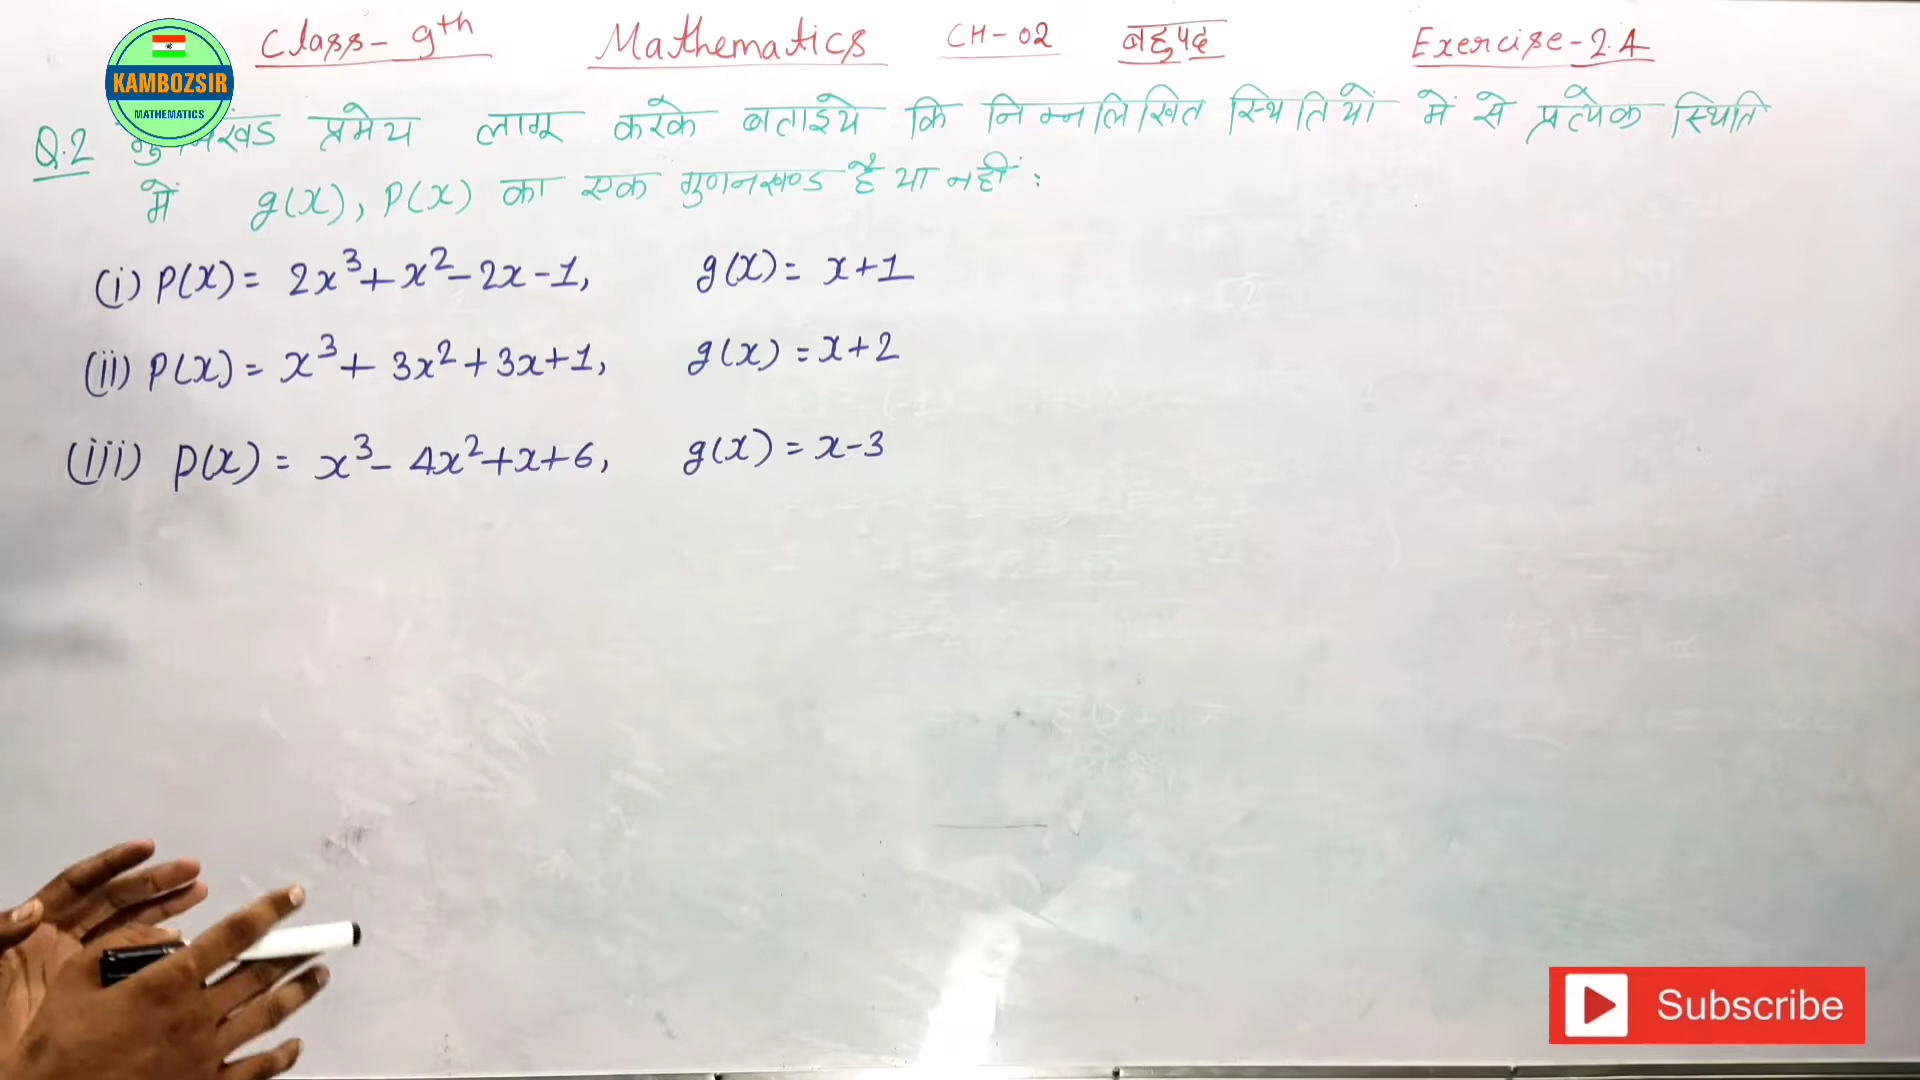 Class- 9th Mathematics CH-02 बहुपद Exercise-2.4
KAMBOZSIR
MATHEMATICS
Q.2 प्रमेय लागू करके बताइये कि निम्नलिखित स्थितियों में से प्रत्येक स्थिति
में g(x), P(x) का एक गुणनखण्ड है या नहीं:
(i) P(x) = 2x³+x²-2x-1, g(x) = x+1
(ii) P(x) = x³+3x²+3x+1, g(x) = x+2
(iii) P(x) = x³-4x²+x+6, g(x) = x-3
Subscribe